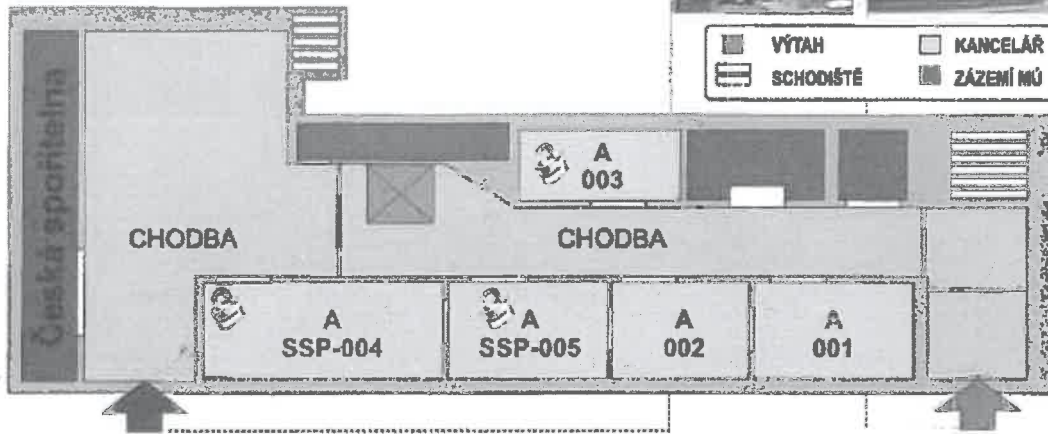 VÝTAH
KANCELÁŘ
SCHODIŠTĚ
ZÁZEMÍ MÚ
Česká spořitelna
A
003
CHODBA
CHODBA
A
SSP-004
A
SSP-005
A
002
A
001